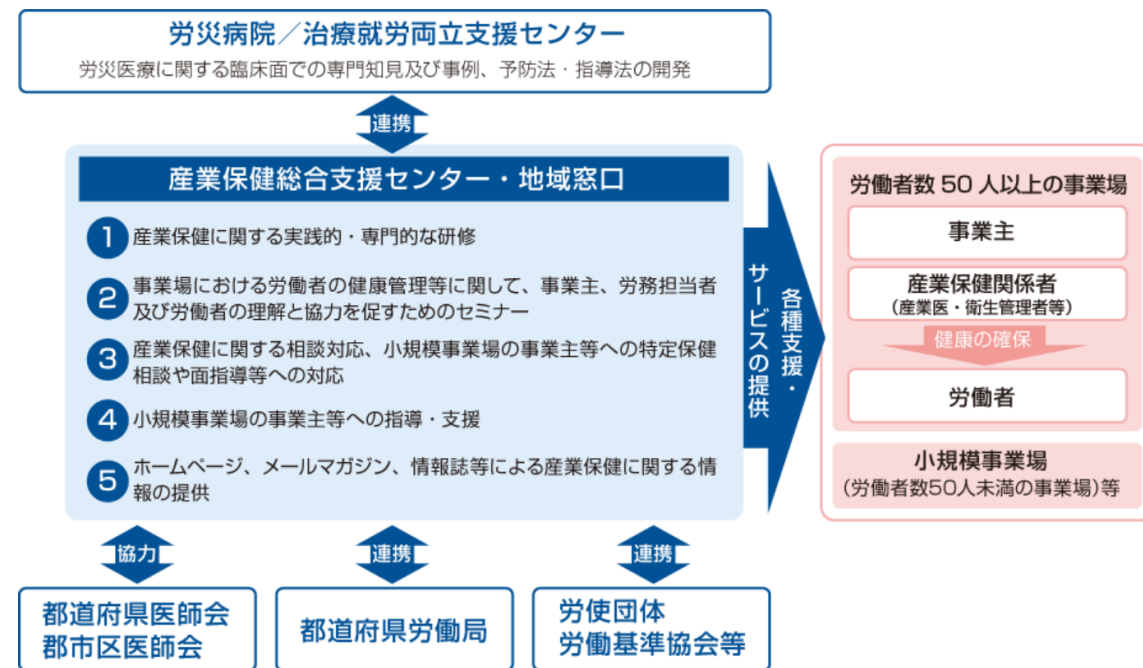 労災病院／治療就労両立支援センター
労災医療に関する臨床面での専門知見及び事例、予防法・指導法の開発
連携
産業保健総合支援センター・地域窓口
1 産業保健に関する実践的・専門的な研修
2 事業場における労働者の健康管理等に関して、事業主、労務担当者
及び労働者の理解と協力を促すためのセミナー
3 産業保健に関する相談対応、小規模事業場の事業主等への特定保健
相談や面指導等への対応
4 小規模事業場の事業主等への指導・支援
5 ホームページ、メールマガジン、情報誌等による産業保健に関する情
報の提供
各種支援・
サービスの提供
労働者数 50 人以上の事業場
事業主
産業保健関係者
（産業医・衛生管理者等）
健康の確保
労働者
小規模事業場
（労働者数50人未満の事業場）等
協力
連携
連携
都道府県医師会
郡市区医師会
都道府県労働局
労使団体
労働基準協会等